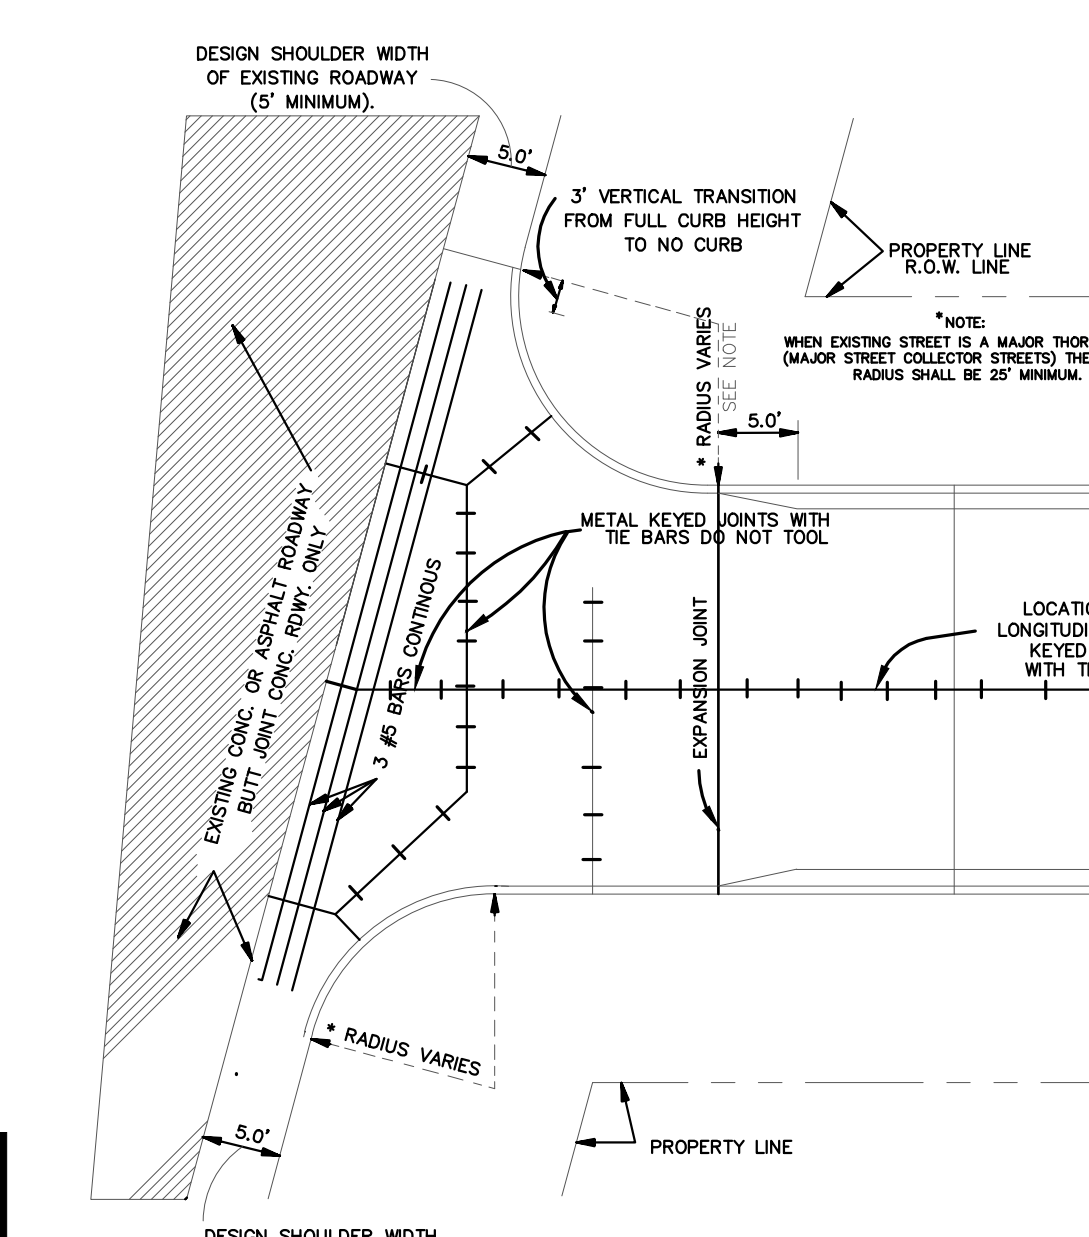 DESIGN SHOULDER WIDTH
OF EXISTING ROADWAY
(5' MINIMUM).
5.0'
3' VERTICAL TRANSITION
FROM FULL CURB HEIGHT
TO NO CURB
PROPERTY LINE
R.O.W. LINE
*NOTE:
WHEN EXISTING STREET IS A MAJOR THOR
(MAJOR STREET COLLECTOR STREETS) THE
RADIUS SHALL BE 25' MINIMUM.
* RADIUS VARIES
SEE NOTE
5.0'
METAL KEYED JOINTS WITH
TIE BARS DO NOT TOOL
EXISTING CONC. OR ASPHALT ROADWAY
BUTT JOINT CONC. RDWY. ONLY
3 #5 BARS CONTINOUS
EXPANSION JOINT
LOCATIO
LONGITUDI
KEYED
WITH TI
* RADIUS VARIES
5.0'
PROPERTY LINE
DESIGN SHOULDER WIDTH